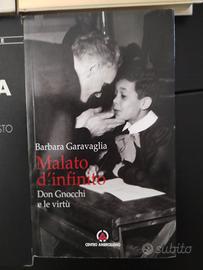 Barbara Garavaglia
Malato
d'infinito
Don Gnocchi
e le virtù
CENTRO AMBROSIANO
subito